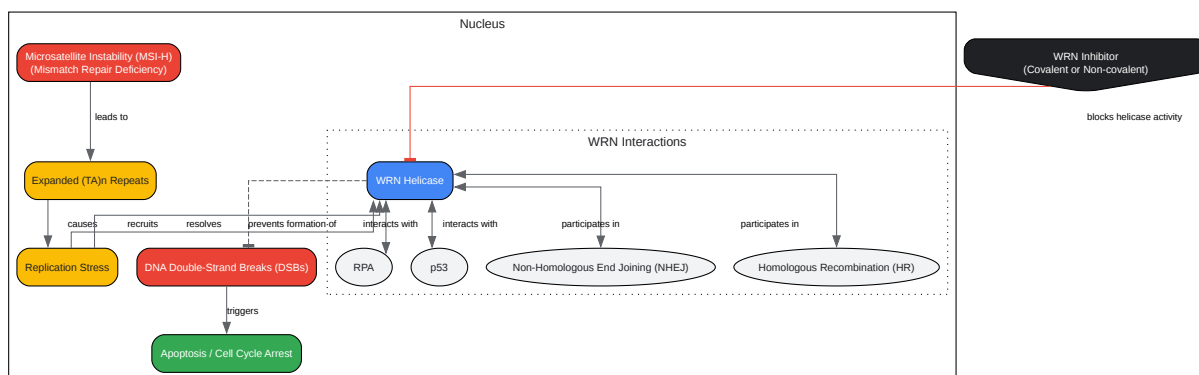 Nucleus
Microsatellite Instability (MSI-H)
(Mismatch Repair Deficiency)
WRN Inhibitor
(Covalent or Non-covalent)
leads to
blocks helicase activity
WRN Interactions
Expanded (TA)n Repeats
WRN Helicase
causes
recruits
resolves
prevents formation of
interacts with
interacts with
participates in
participates in
Replication Stress
DNA Double-Strand Breaks (DSBs)
RPA
p53
Non-Homologous End Joining (NHEJ)
Homologous Recombination (HR)
triggers
Apoptosis / Cell Cycle Arrest